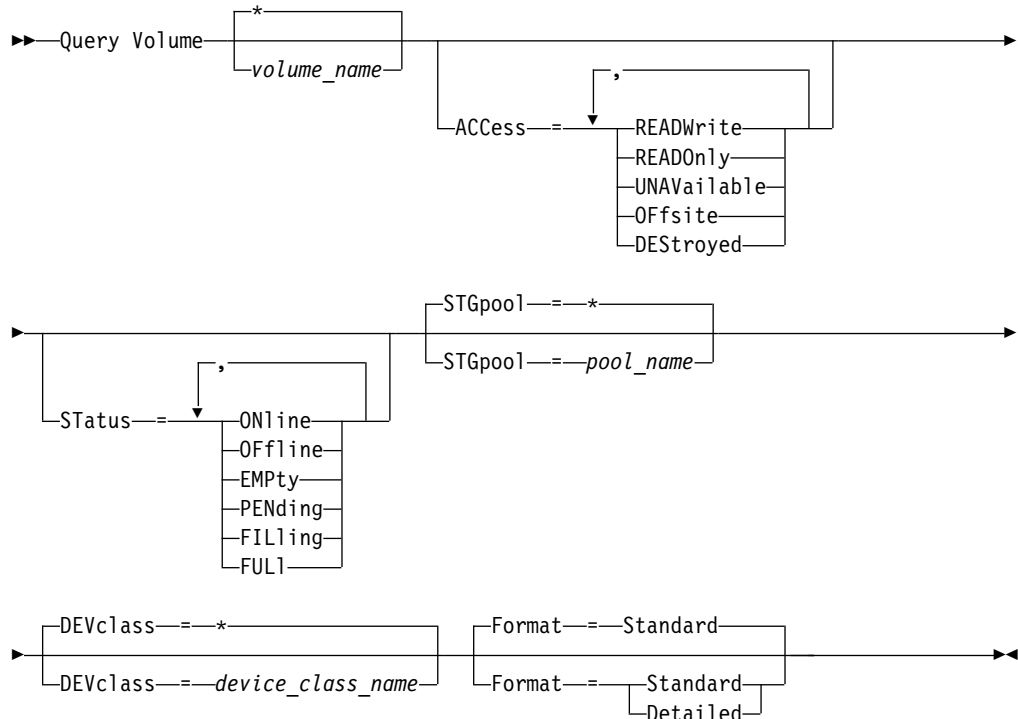 *
Query Volume
volume_name
,
ACCess = READWrite
READOnly
UNAVailable
OFfsite
DEStroyed
STGpool = *
STGpool = pool_name
,
STatus = ONline
OFfline
EMPty
PENding
FILling
FULl
DEVclass = *
DEVclass = device_class_name
Format = Standard
Format = Standard
Detailed